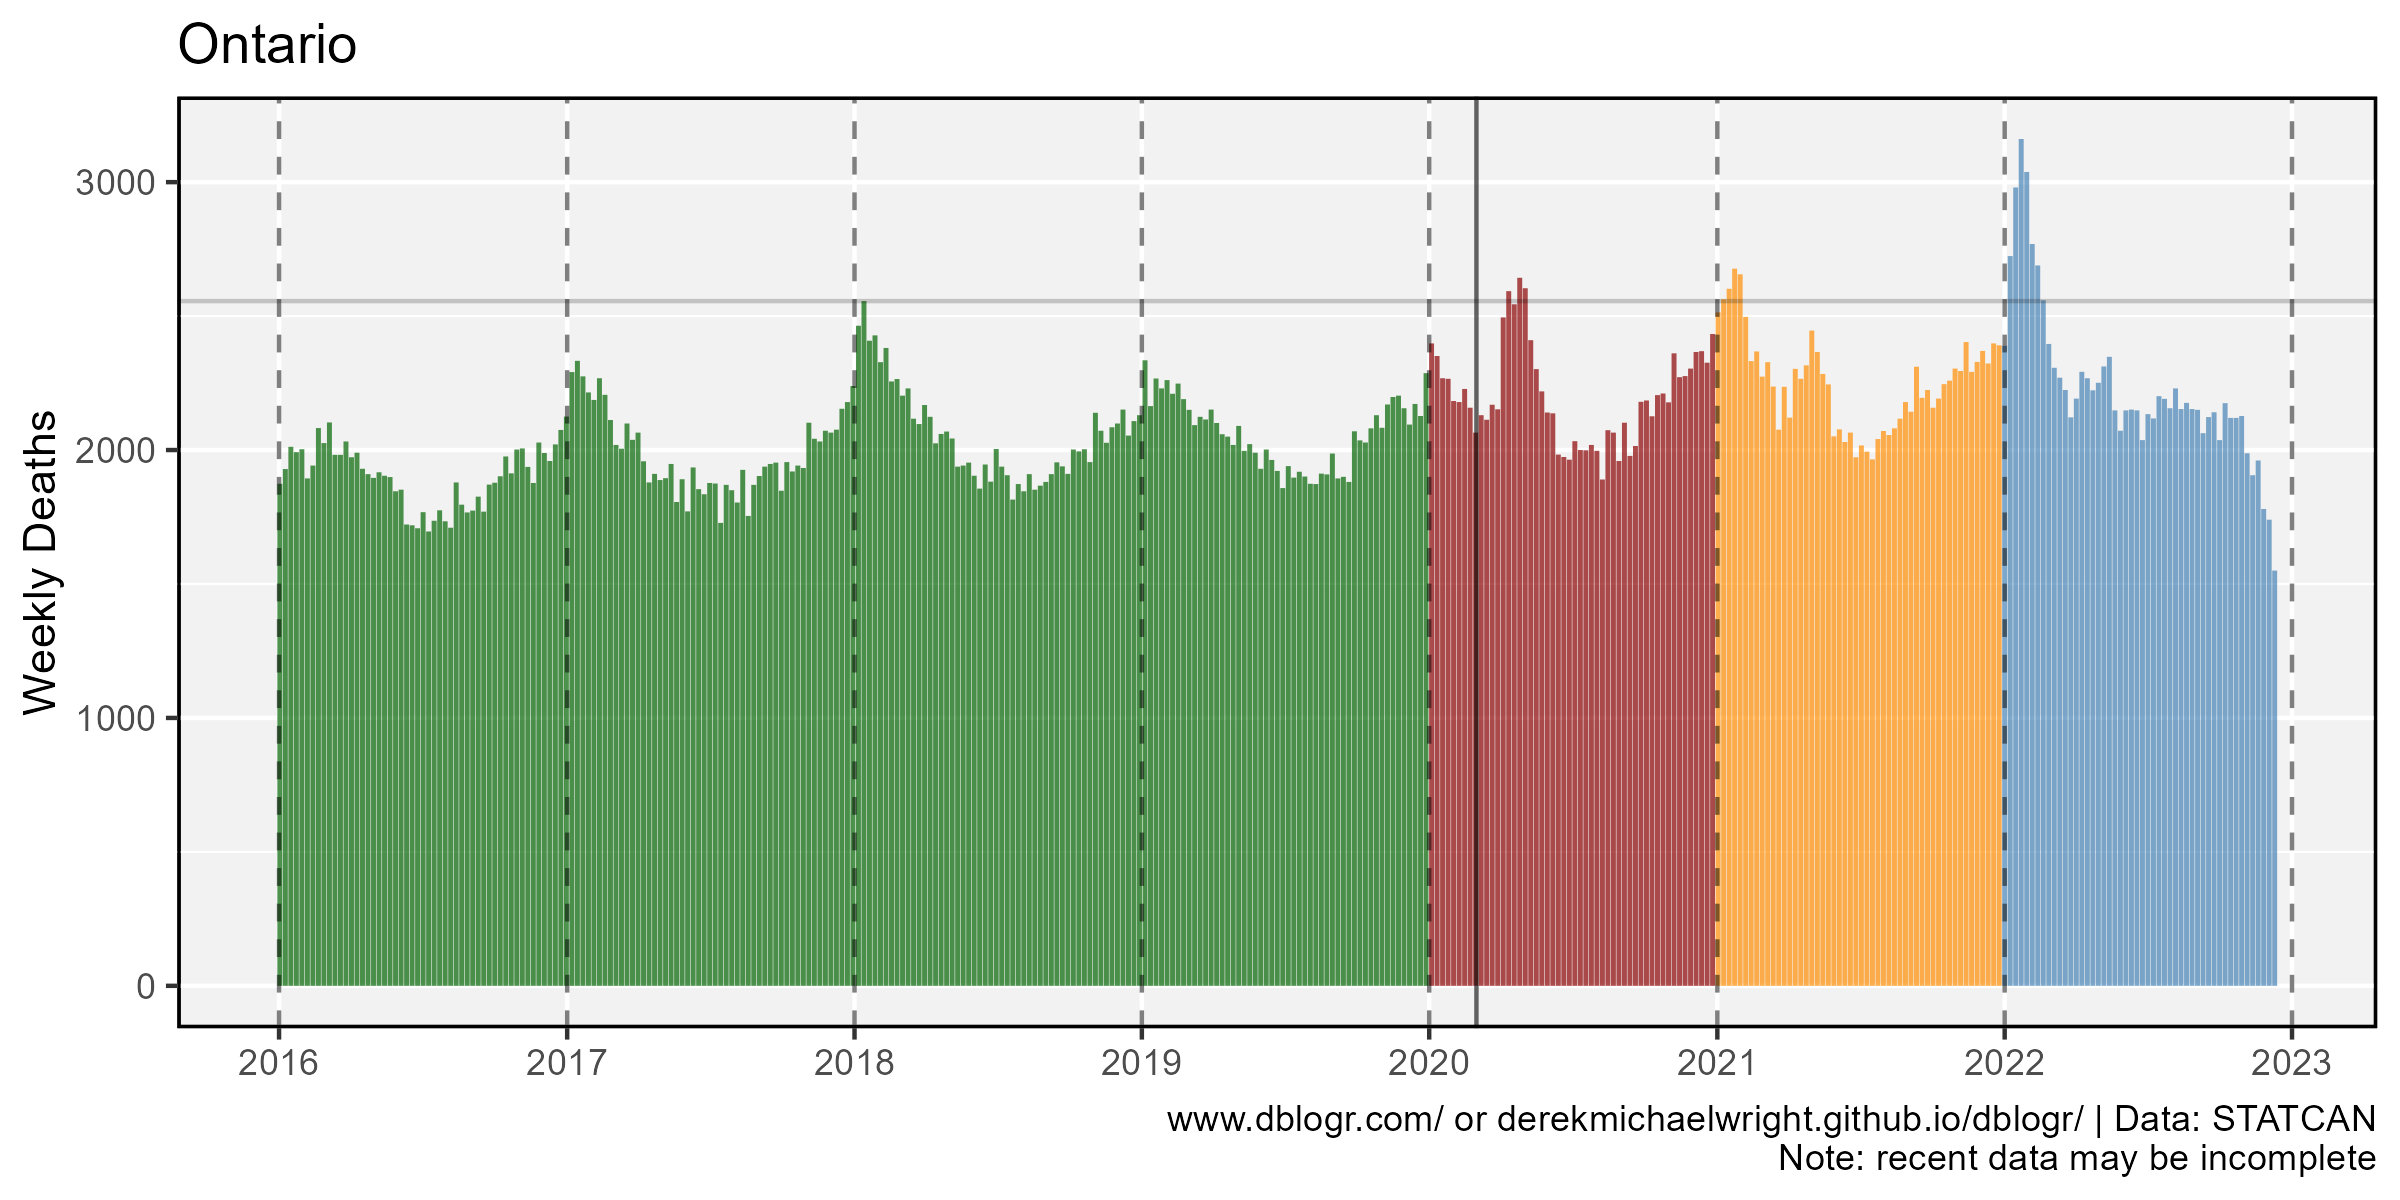 Ontario
Weekly Deaths
3000
2000
1000
0
2016 2017 2018 2019 2020 2021 2022 2023
www.dblogr.com/ or derekmichaelwright.github.io/dblogr/ | Data: STATCAN
Note: recent data may be incomplete